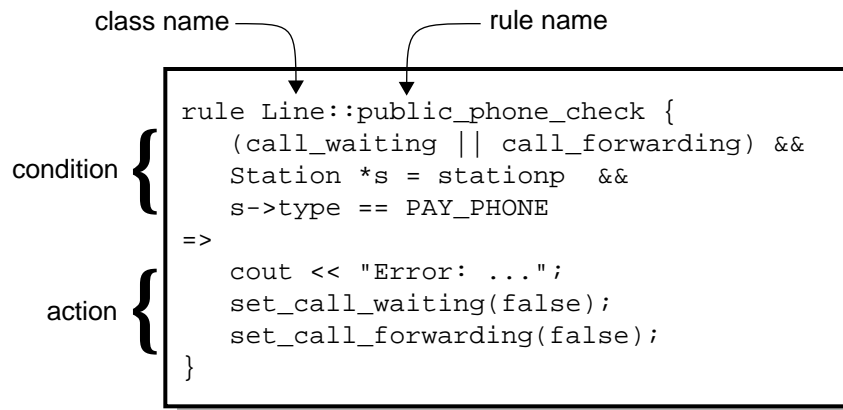 class name
rule name
rule Line::public_phone_check {
(call_waiting || call_forwarding) &&
condition
Station *s = stationp  &&
s->type == PAY_PHONE
=>
cout << "Error: ...";
action
set_call_waiting(false);
set_call_forwarding(false);
}